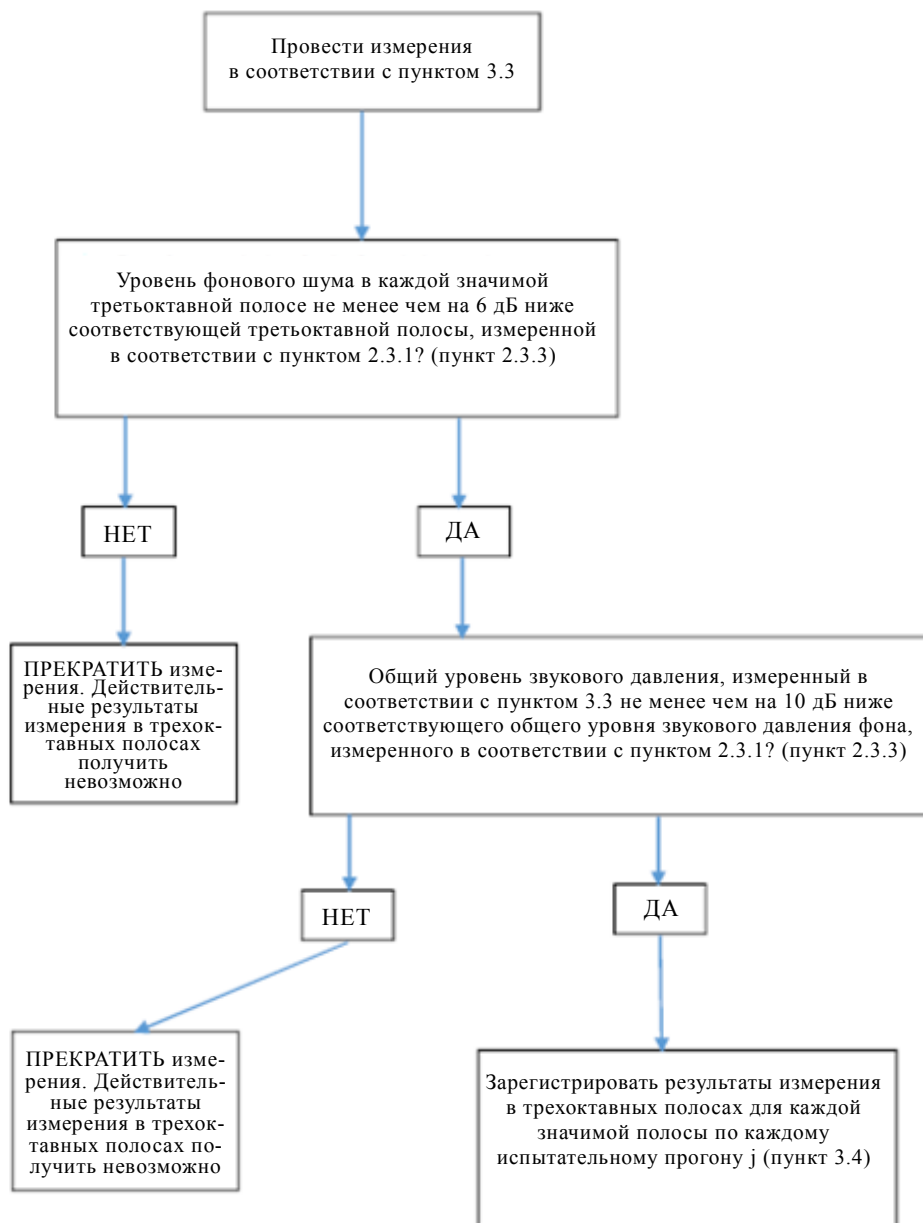 Провести измерения
в соответствии с пунктом 3.3
Уровень фонового шума в каждой значимой
третьоктавной полосе не менее чем на 6 дБ ниже
соответствующей третьоктавной полосы, измеренной
в соответствии с пунктом 2.3.1? (пункт 2.3.3)
НЕТ
ДА
ПРЕКРАТИТЬ изме-
рения. Действитель-
ные результаты
измерения в трехок-
тавных полосах
получить
невозможно
Общий уровень звукового давления, измеренный в
соответствии с пунктом 3.3 не менее чем на 10 дБ ниже
соответствующего общего уровня звукового давления фона,
измеренного в соответствии с пунктом 2.3.1? (пункт 2.3.3)
НЕТ
ДА
ПРЕКРАТИТЬ изме-
рения. Действитель-
ные результаты
измерения в трехок-
тавных полосах по-
лучить невозможно
Зарегистрировать результаты измерения
в трехоктавных полосах для каждой
значимой полосы по каждому
испытательному прогону j (пункт 3.4)